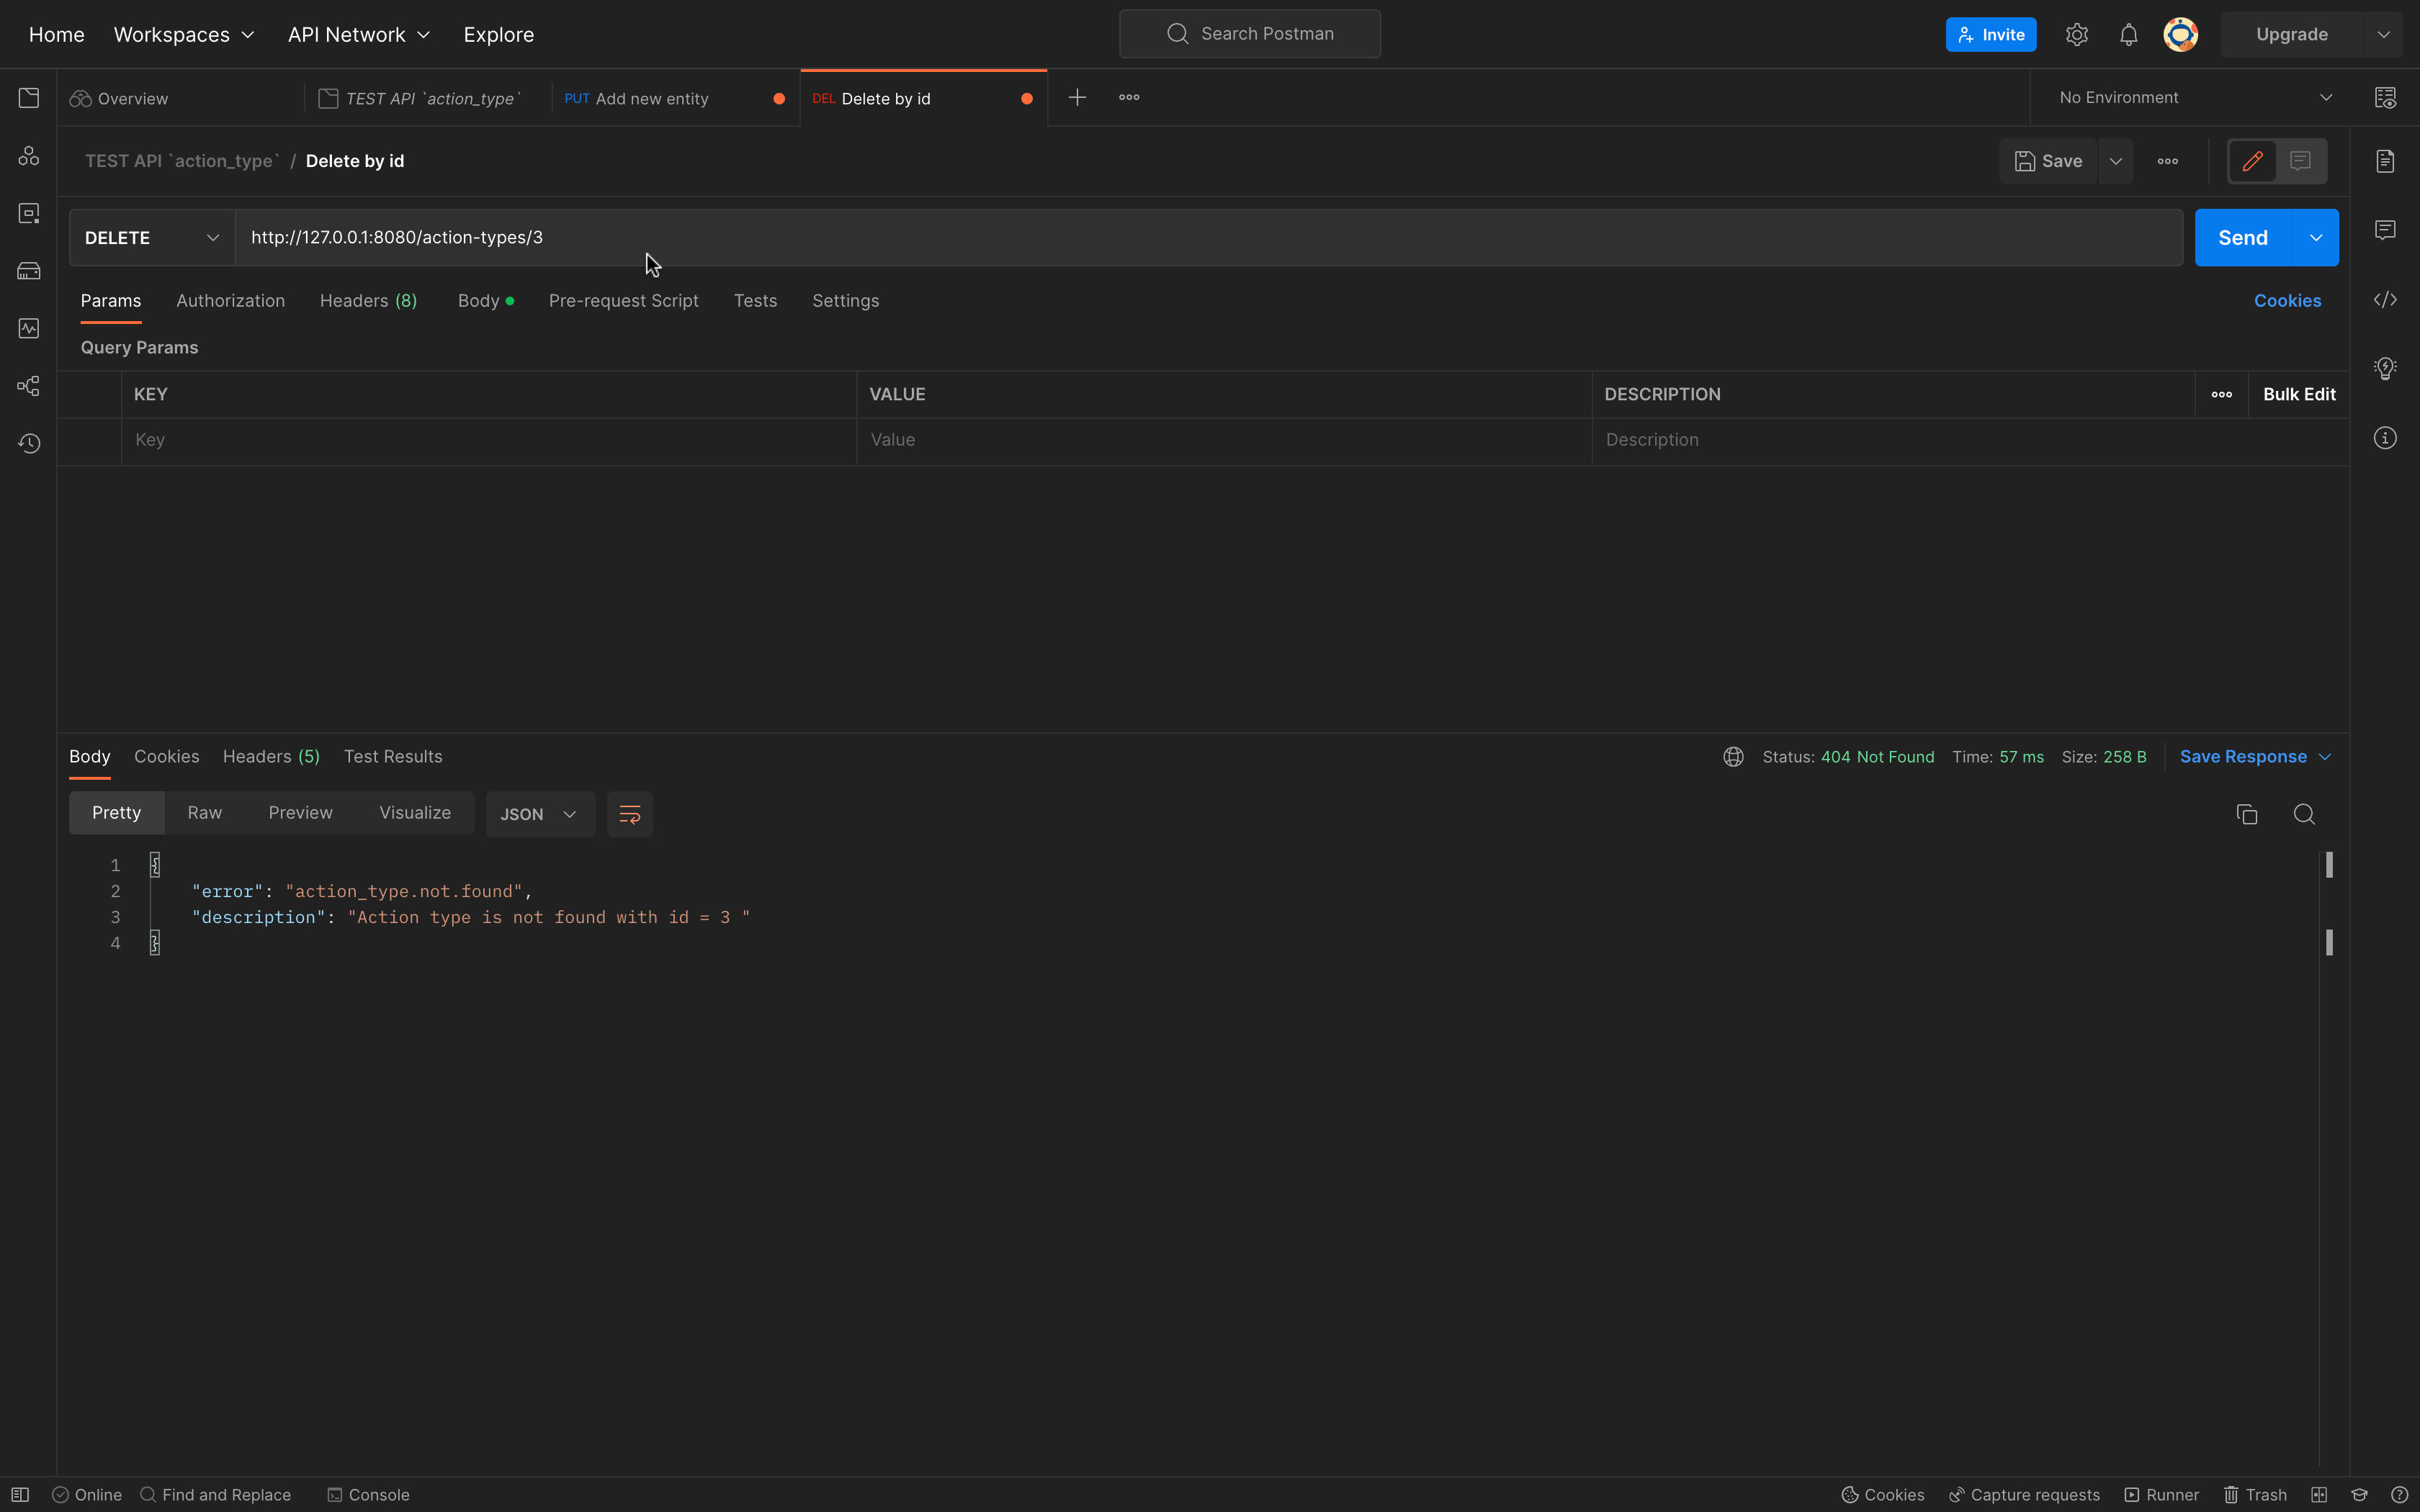 Home Workspaces API Network Explore Search Postman Invite Upgrade
Overview TEST API `action_type` PUT Add new entity DEL Delete by id No Environment
TEST API `action_type` / Delete by id Save
DELETE http://127.0.0.1:8080/action-types/3 Send
Params Authorization Headers (8) Body Pre-request Script Tests Settings Cookies
Query Params
KEY VALUE DESCRIPTION Bulk Edit
Key Value Description
Body Cookies Headers (5) Test Results Status: 404 Not Found Time: 57 ms Size: 258 B Save Response
Pretty Raw Preview Visualize JSON
1 {
2 "error": "action_type.not.found",
3 "description": "Action type is not found with id = 3 "
4 }
Online Find and Replace Console Cookies Capture requests Runner Trash